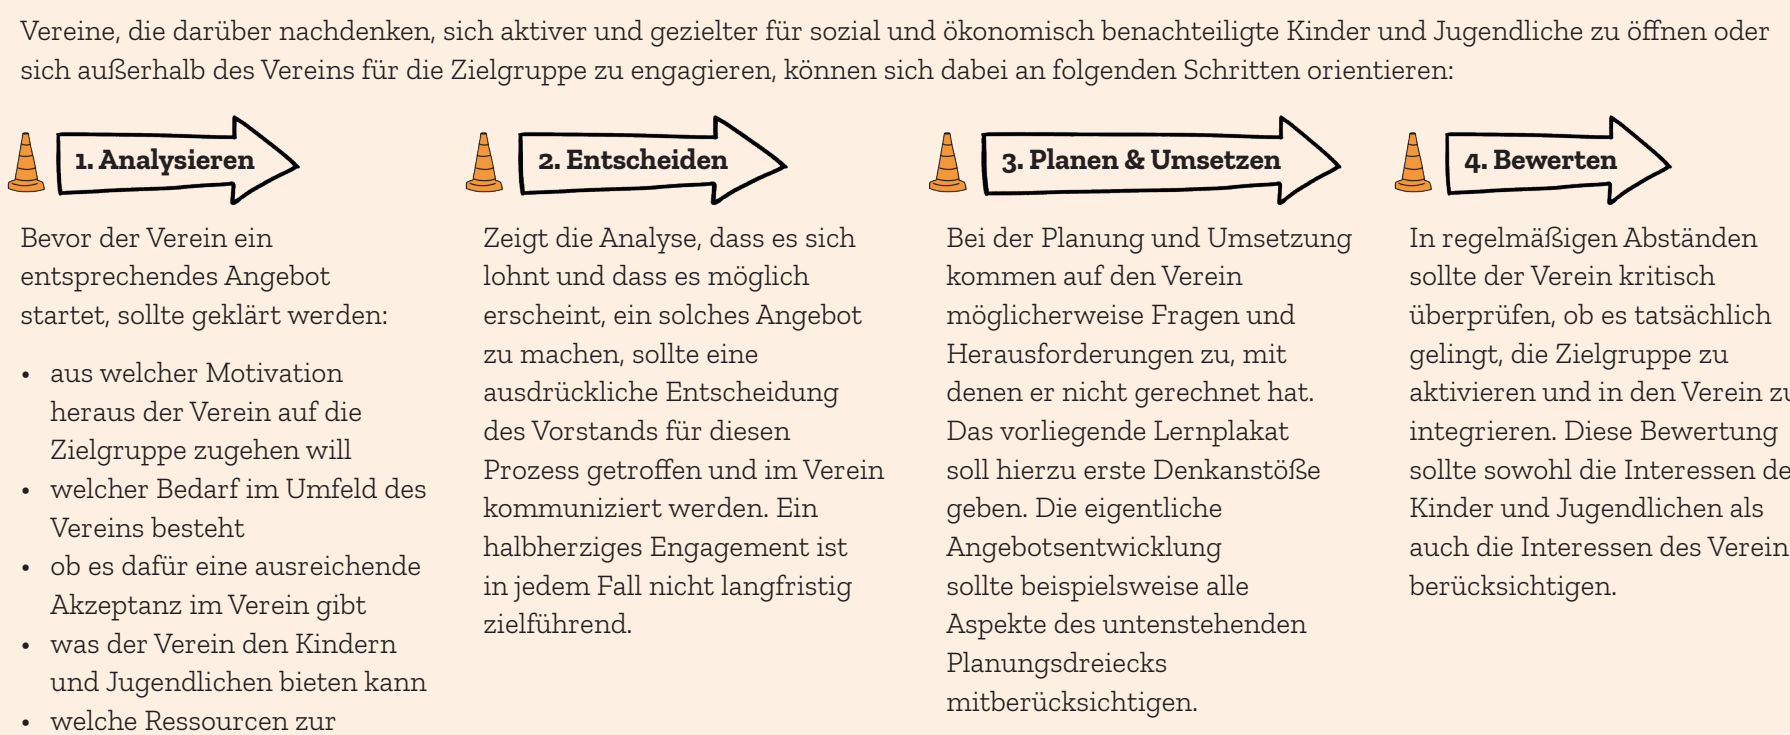 Vereine, die darüber nachdenken, sich aktiver und gezielter für sozial und ökonomisch benachteiligte Kinder und Jugendliche zu öffnen oder
sich außerhalb des Vereins für die Zielgruppe zu engagieren, können sich dabei an folgenden Schritten orientieren:
1. Analysieren
Bevor der Verein ein
entsprechendes Angebot
startet, sollte geklärt werden:
• aus welcher Motivation
heraus der Verein auf die
Zielgruppe zugehen will
• welcher Bedarf im Umfeld des
Vereins besteht
• ob es dafür eine ausreichende
Akzeptanz im Verein gibt
• was der Verein den Kindern
und Jugendlichen bieten kann
• welche Ressourcen zur
2. Entscheiden
Zeigt die Analyse, dass es sich
lohnt und dass es möglich
erscheint, ein solches Angebot
zu machen, sollte eine
ausdrückliche Entscheidung
des Vorstands für diesen
Prozess getroffen und im Verein
kommuniziert werden. Ein
halbherziges Engagement ist
in jedem Fall nicht langfristig
zielführend.
3. Planen & Umsetzen
Bei der Planung und Umsetzung
kommen auf den Verein
möglicherweise Fragen und
Herausforderungen zu, mit
denen er nicht gerechnet hat.
Das vorliegende Lernplakat
soll hierzu erste Denkanstöße
geben. Die eigentliche
Angebotsentwicklung
sollte beispielsweise alle
Aspekte des untenstehenden
Planungsdreiecks
mitberücksichtigen.
4. Bewerten
In regelmäßigen Abständen
sollte der Verein kritisch
überprüfen, ob es tatsächlich
gelingt, die Zielgruppe zu
aktivieren und in den Verein zu
integrieren. Diese Bewertung
sollte sowohl die Interessen de
Kinder und Jugendlichen als
auch die Interessen des Verein
berücksichtigen.